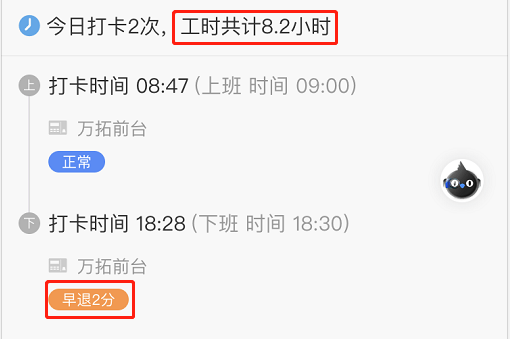 今日打卡2次, 工时共计8.2小时
上 打卡时间 08:47 (上班 时间 09:00)
万拓前台
正常
下 打卡时间 18:28 (下班 时间 18:30)
万拓前台
早退2分